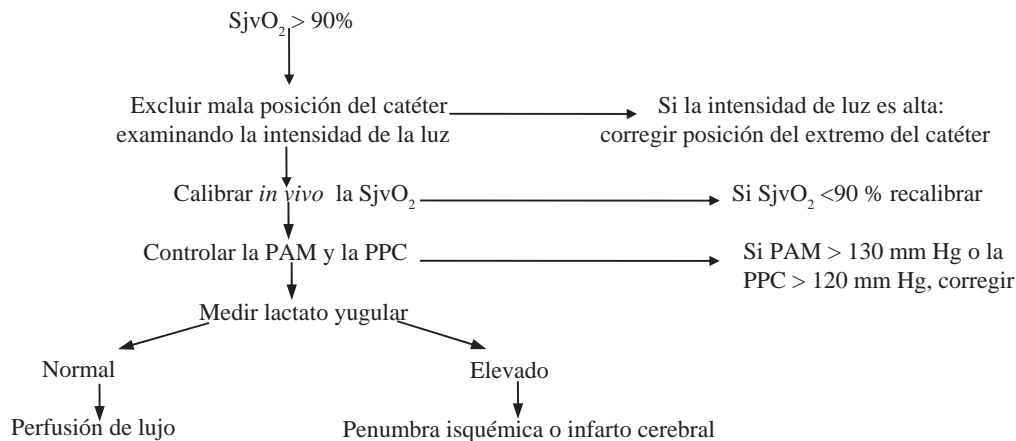 SjvO₂ > 90%
Excluir mala posición del catéter
examinando la intensidad de la luz
Si la intensidad de luz es alta:
corregir posición del extremo del catéter
Calibrar in vivo la SjvO₂
Si SjvO₂ <90 % recalibrar
Controlar la PAM y la PPC
Si PAM > 130 mm Hg o la
PPC > 120 mm Hg, corregir
Medir lactato yugular
Normal
Elevado
Perfusión de lujo
Penumbra isquémica o infarto cerebral